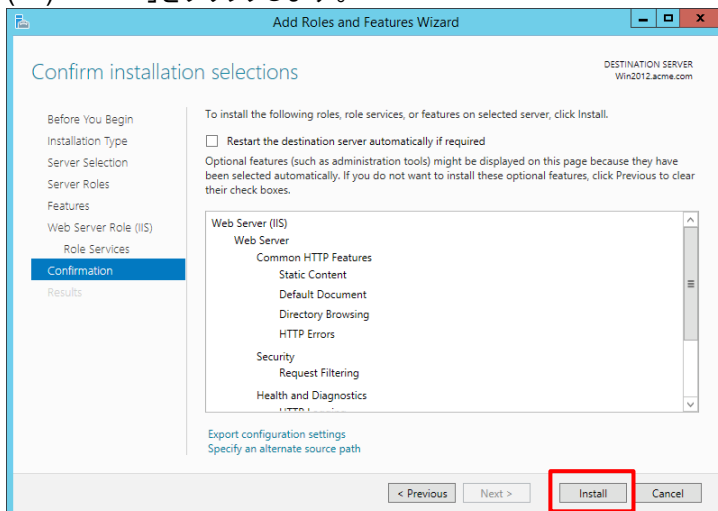 Add Roles and Features Wizard
Confirm installation selections
DESTINATION SERVER
Win2012.acme.com
Before You Begin
Installation Type
Server Selection
Server Roles
Features
Web Server Role (IIS)
Role Services
Confirmation
Results
To install the following roles, role services, or features on selected server, click Install.
Restart the destination server automatically if required
Optional features (such as administration tools) might be displayed on this page because they have
been selected automatically. If you do not want to install these optional features, click Previous to clear
their check boxes.
Web Server (IIS)
Web Server
Common HTTP Features
Static Content
Default Document
Directory Browsing
HTTP Errors
Security
Request Filtering
Health and Diagnostics
Export configuration settings
Specify an alternate source path
< Previous
Next >
Install
Cancel